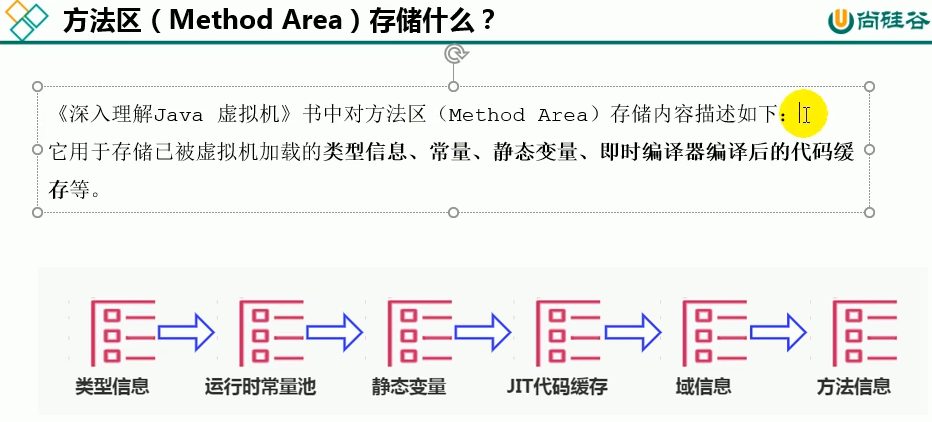 方法区（Method Area）存储什么？
尚硅谷
《深入理解Java 虚拟机》书中对方法区（Method Area）存储内容描述如下：
它用于存储已被虚拟机加载的类型信息、常量、静态变量、即时编译器编译后的代码缓
存等。
类型信息 运行时常量池 静态变量 JIT代码缓存 域信息 方法信息